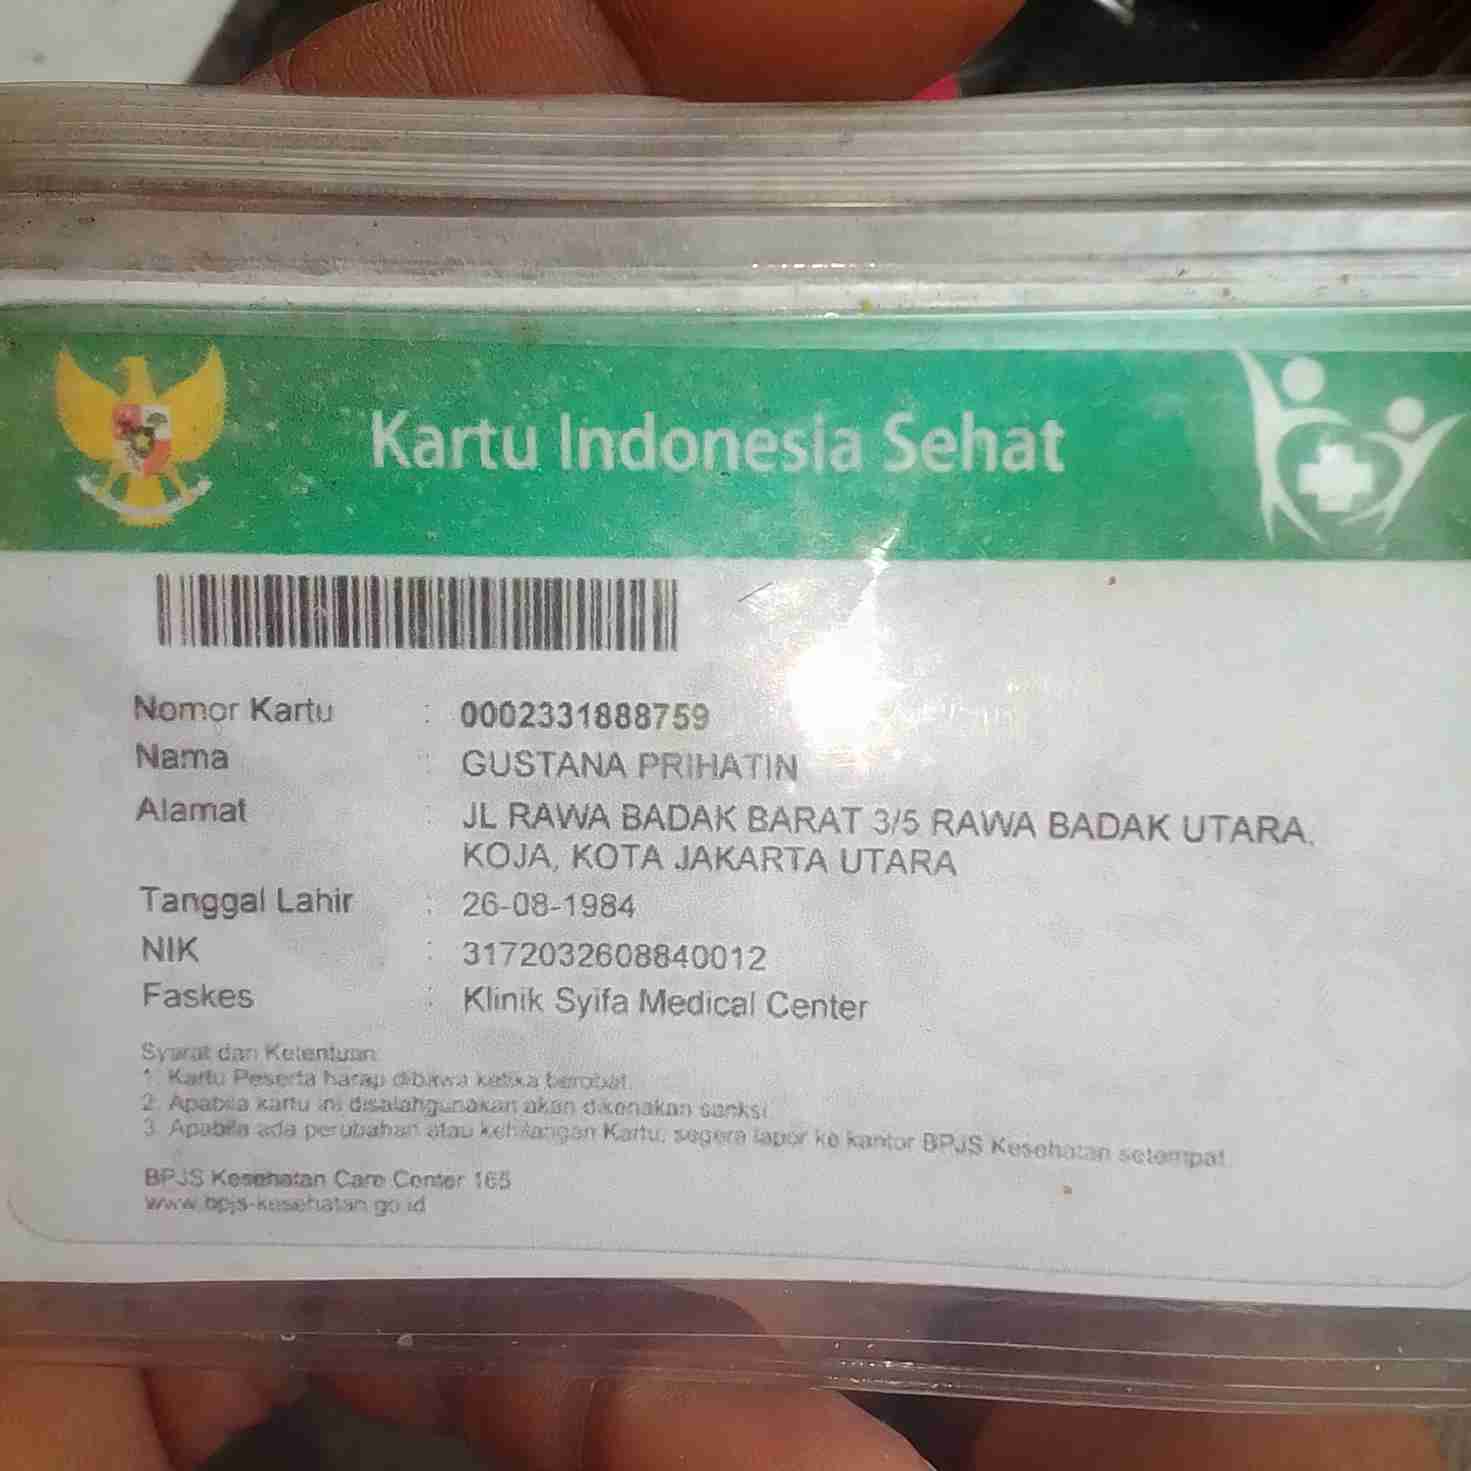 Kartu Indonesia Sehat
Nomor Kartu : 0002331888759
Nama : GUSTANA PRIHATIN
Alamat : JL RAWA BADAK BARAT 3/5 RAWA BADAK UTARA,
KOJA, KOTA JAKARTA UTARA
Tanggal Lahir : 26-08-1984
NIK : 3172032608840012
Faskes : Klinik Syifa Medical Center
Syarat dan Ketentuan:
1. Kartu Peserta harap dibawa ketika berobat.
2. Apabila kartu ini disalahgunakan akan dikenakan sanksi
3. Apabila ada perubahan atau kehilangan Kartu, segera lapor ke kantor BPJS Kesehatan setempat.
BPJS Kesehatan Care Center 165
www.bpjs-kesehatan.go.id